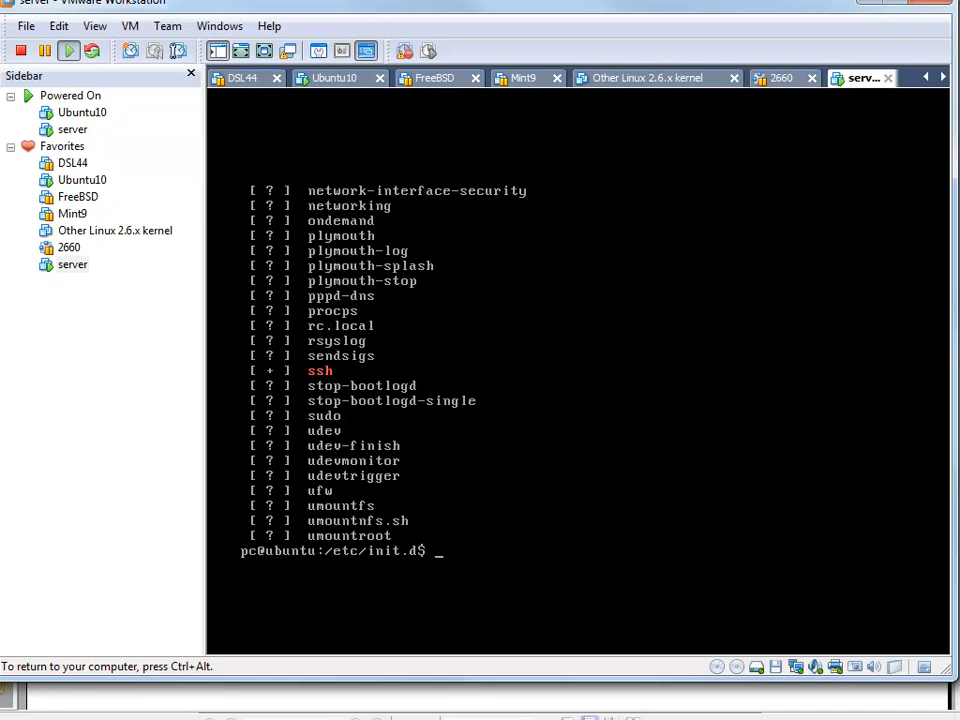 server - VMware Workstation
File Edit View VM Team Windows Help
Sidebar
Powered On
Ubuntu10
server
Favorites
DSL44
Ubuntu10
FreeBSD
Mint9
Other Linux 2.6.x kernel
2660
server
DSL44 Ubuntu10 FreeBSD Mint9 Other Linux 2.6.x kernel 2660 serv...
[ ? ] network-interface-security
[ ? ] networking
[ ? ] ondemand
[ ? ] plymouth
[ ? ] plymouth-log
[ ? ] plymouth-splash
[ ? ] plymouth-stop
[ ? ] pppd-dns
[ ? ] procps
[ ? ] rc.local
[ ? ] rsyslog
[ ? ] sendsigs
[ + ] ssh
[ ? ] stop-bootlogd
[ ? ] stop-bootlogd-single
[ ? ] sudo
[ ? ] udev
[ ? ] udev-finish
[ ? ] udevmonitor
[ ? ] udevtrigger
[ ? ] ufw
[ ? ] umountfs
[ ? ] umountnfs.sh
[ ? ] umountroot
pc@ubuntu:/etc/init.d$ _
To return to your computer, press Ctrl+Alt.